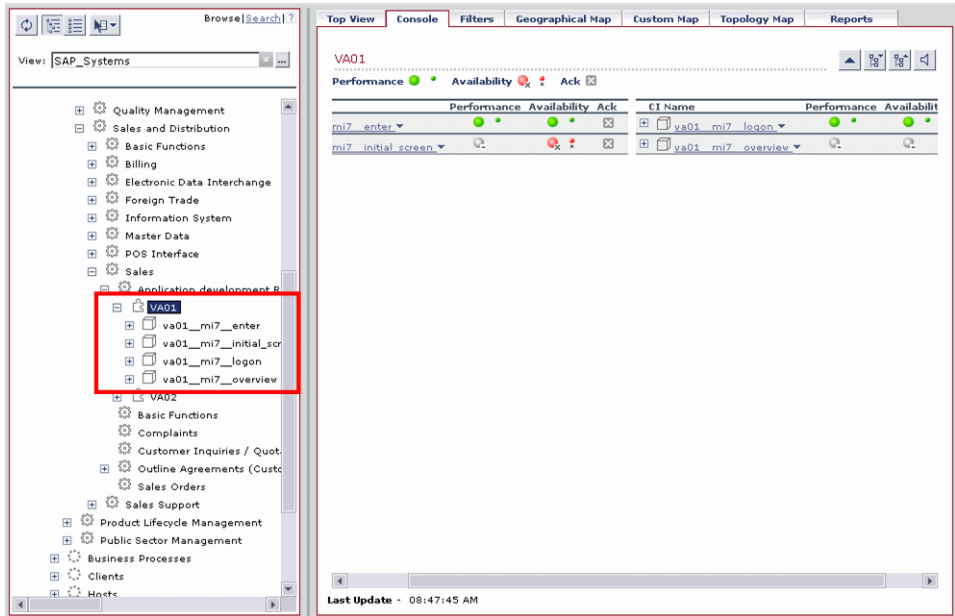 Browse|Search|?
View: SAP_Systems
...
Quality Management
Sales and Distribution
Basic Functions
Billing
Electronic Data Interchange
Foreign Trade
Information System
Master Data
POS Interface
Sales
Application development R
VA01
va01__mi7__enter
va01__mi7__initial_scr
va01__mi7__logon
va01__mi7__overview
VA02
Basic Functions
Complaints
Customer Inquiries / Quot
Outline Agreements (Custo
Sales Orders
Sales Support
Product Lifecycle Management
Public Sector Management
Business Processes
Clients
Hosts
Top View Console Filters Geographical Map Custom Map Topology Map Reports
VA01
Performance Availability Ack
Performance Availability Ack CI Name Performance Availabilit
mi7__enter va01__mi7__logon
mi7__initial_screen va01__mi7__overview
Last Update - 08:47:45 AM